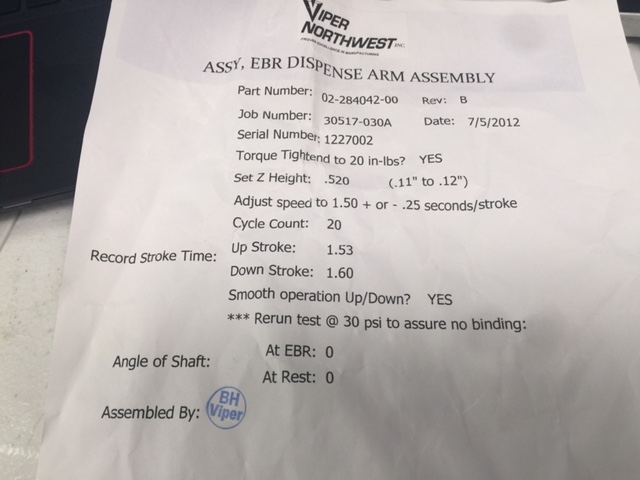 VIPER
NORTHWEST INC.
ASSY, EBR DISPENSE ARM ASSEMBLY
Part Number: 02-284042-00 Rev: B
Job Number: 30517-030A Date: 7/5/2012
Serial Number: 1227002
Torque Tightend to 20 in-lbs? YES
Set Z Height: .520 (.11" to .12")
Adjust speed to 1.50 + or - .25 seconds/stroke
Cycle Count: 20
Record Stroke Time: Up Stroke: 1.53
Down Stroke: 1.60
Smooth operation Up/Down? YES
*** Rerun test @ 30 psi to assure no binding:
Angle of Shaft: At EBR: 0
At Rest: 0
Assembled By: BH
Viper